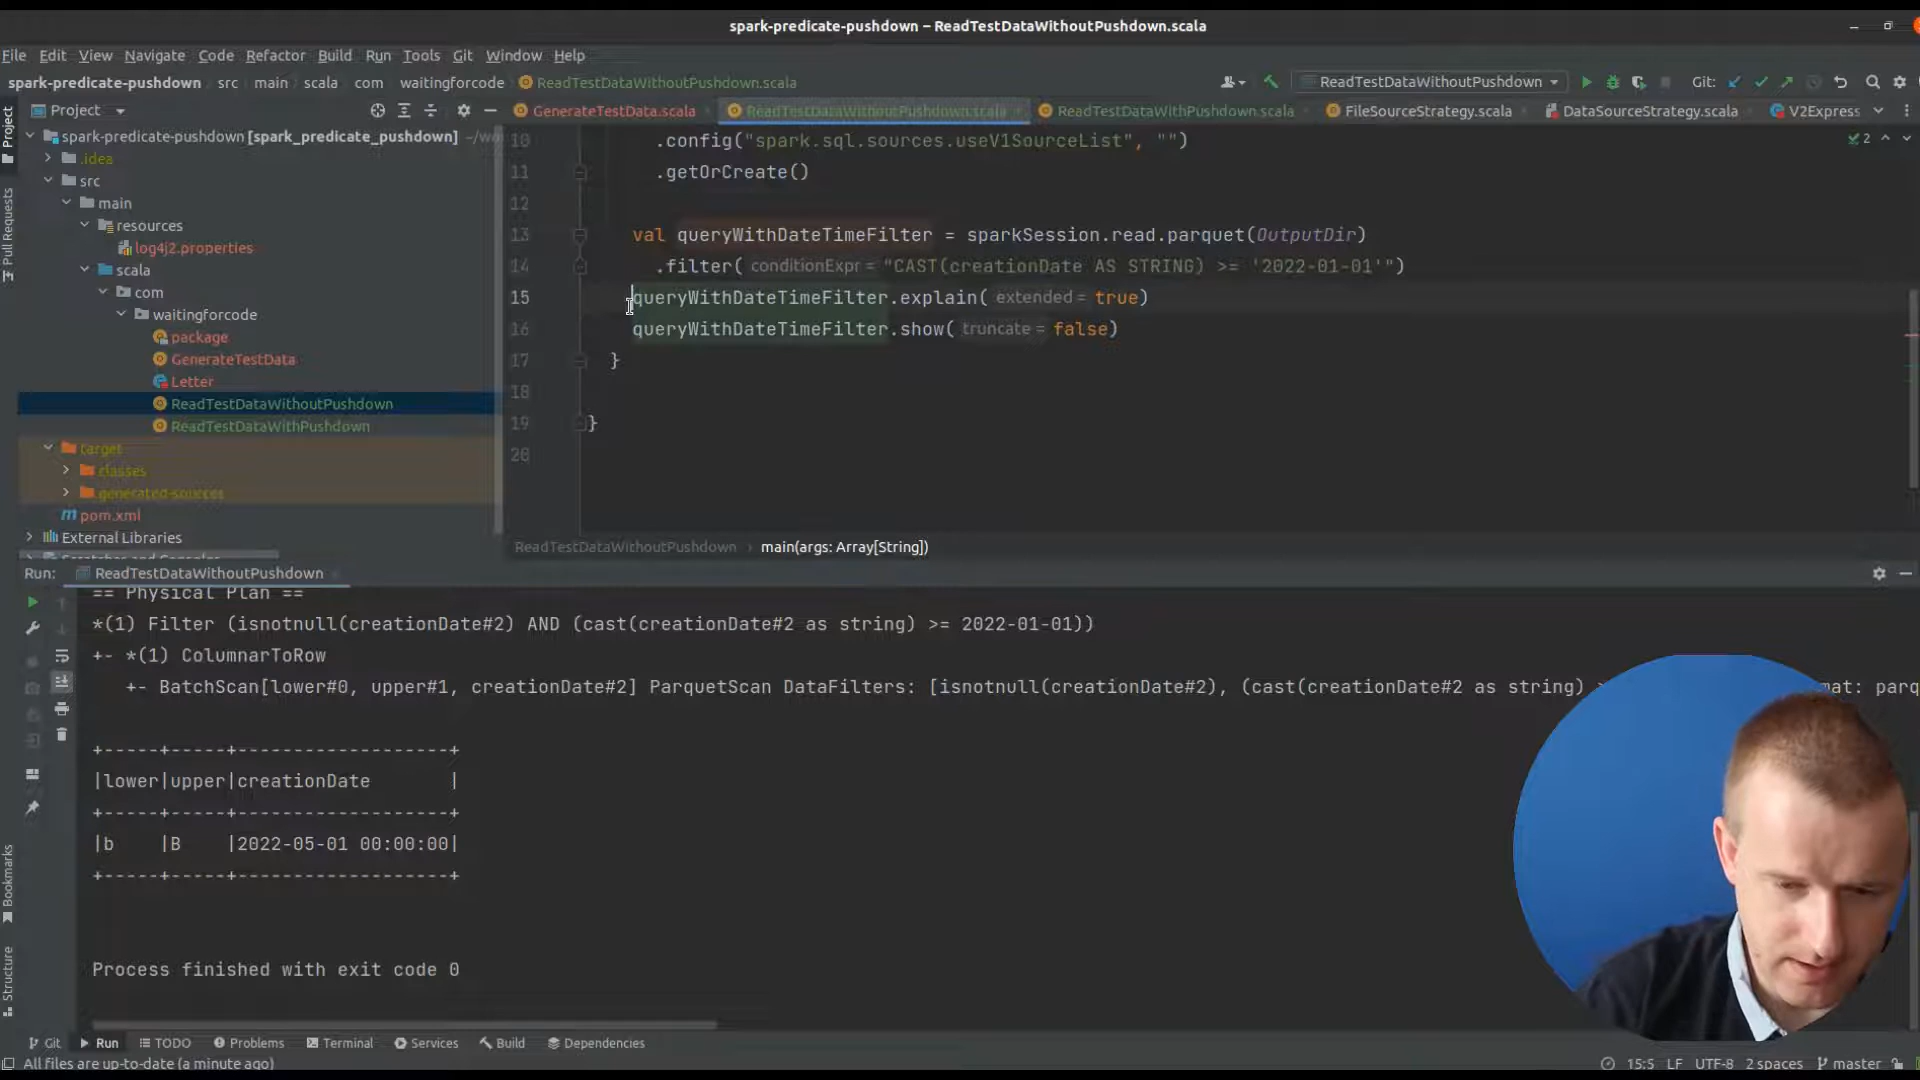 spark-predicate-pushdown – ReadTestDataWithoutPushdown.scala
File Edit View Navigate Code Refactor Build Run Tools Git Window Help
spark-predicate-pushdown src main scala com waitingforcode ReadTestDataWithoutPushdown.scala
ReadTestDataWithoutPushdown Git:
Project
GenerateTestData.scala ReadTestDataWithoutPushdown.scala ReadTestDataWithPushdown.scala FileSourceStrategy.scala DataSourceStrategy.scala V2Express
spark-predicate-pushdown [spark_predicate_pushdown]
.idea
src
main
resources
log4j2.properties
scala
com
waitingforcode
package
GenerateTestData
Letter
ReadTestDataWithoutPushdown
ReadTestDataWithPushdown
target
classes
generated-sources
pom.xml
External Libraries
Project
Pull Requests
Bookmarks
Structure
10 .config("spark.sql.sources.useV1SourceList", "")
11 .getOrCreate()
12
13 val queryWithDateTimeFilter = sparkSession.read.parquet(OutputDir)
14 .filter( conditionExpr = "CAST(creationDate AS STRING) >= '2022-01-01'")
15 queryWithDateTimeFilter.explain( extended = true)
16 queryWithDateTimeFilter.show( truncate = false)
17 }
18
19 }
20
2
ReadTestDataWithoutPushdown main(args: Array[String])
Run: ReadTestDataWithoutPushdown
== Physical Plan ==
*(1) Filter (isnotnull(creationDate#2) AND (cast(creationDate#2 as string) >= 2022-01-01))
+- *(1) ColumnarToRow
+- BatchScan[lower#0, upper#1, creationDate#2] ParquetScan DataFilters: [isnotnull(creationDate#2), (cast(creationDate#2 as string) mat: parq
+-----+-----+-------------------+
|lower|upper|creationDate |
+-----+-----+-------------------+
|b |B |2022-05-01 00:00:00|
+-----+-----+-------------------+
Process finished with exit code 0
Git Run TODO Problems Terminal Services Build Dependencies
All files are up-to-date (a minute ago)
15:5 LF UTF-8 2 spaces master